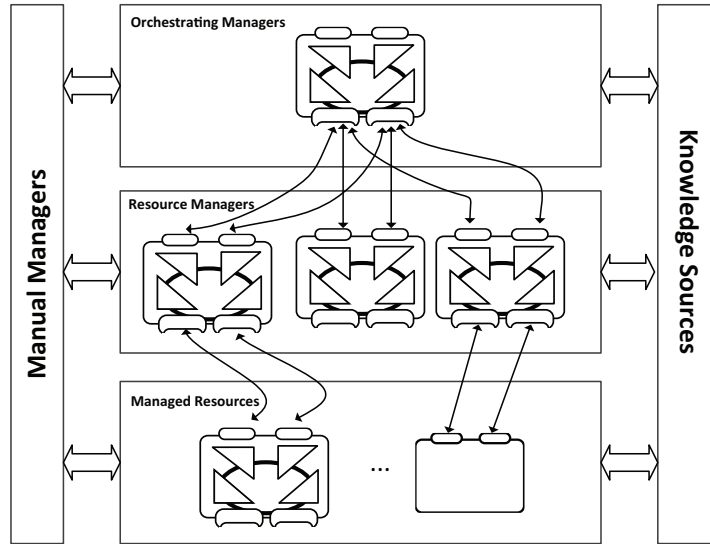 Orchestrating Managers
Manual Managers
Knowledge Sources
Resource Managers
Managed Resources
...